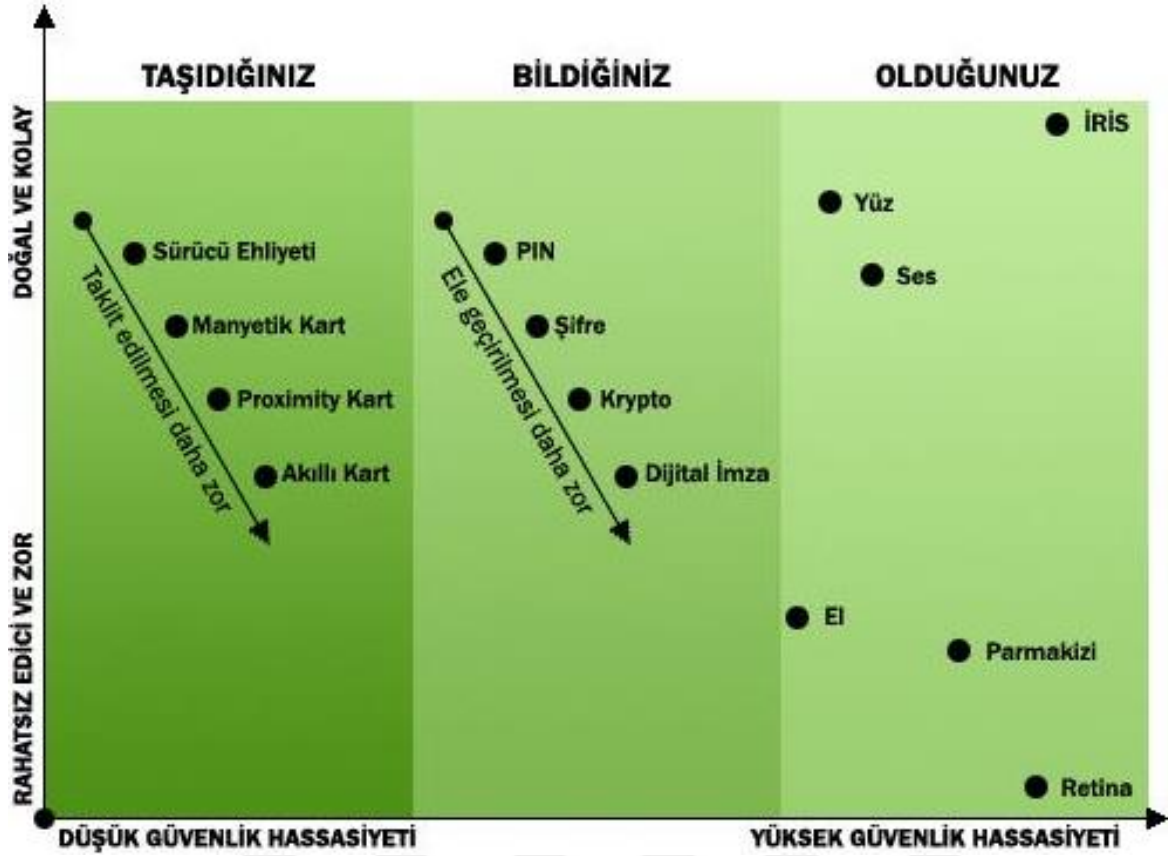 TAŞIDIĞINIZ
BİLDİĞİNİZ
OLDUĞUNUZ
DOĞAL VE KOLAY
RAHATSIZ EDİCİ VE ZOR
Sürücü Ehliyeti
Manyetik Kart
Proximity Kart
Akıllı Kart
Taklit edilmesi daha zor
PIN
Şifre
Krypto
Dijital İmza
Ele geçirilmesi daha zor
İRİS
Yüz
Ses
El
Parmakizi
Retina
DÜŞÜK GÜVENLİK HASSASİYETİ
YÜKSEK GÜVENLİK HASSASİYETİ